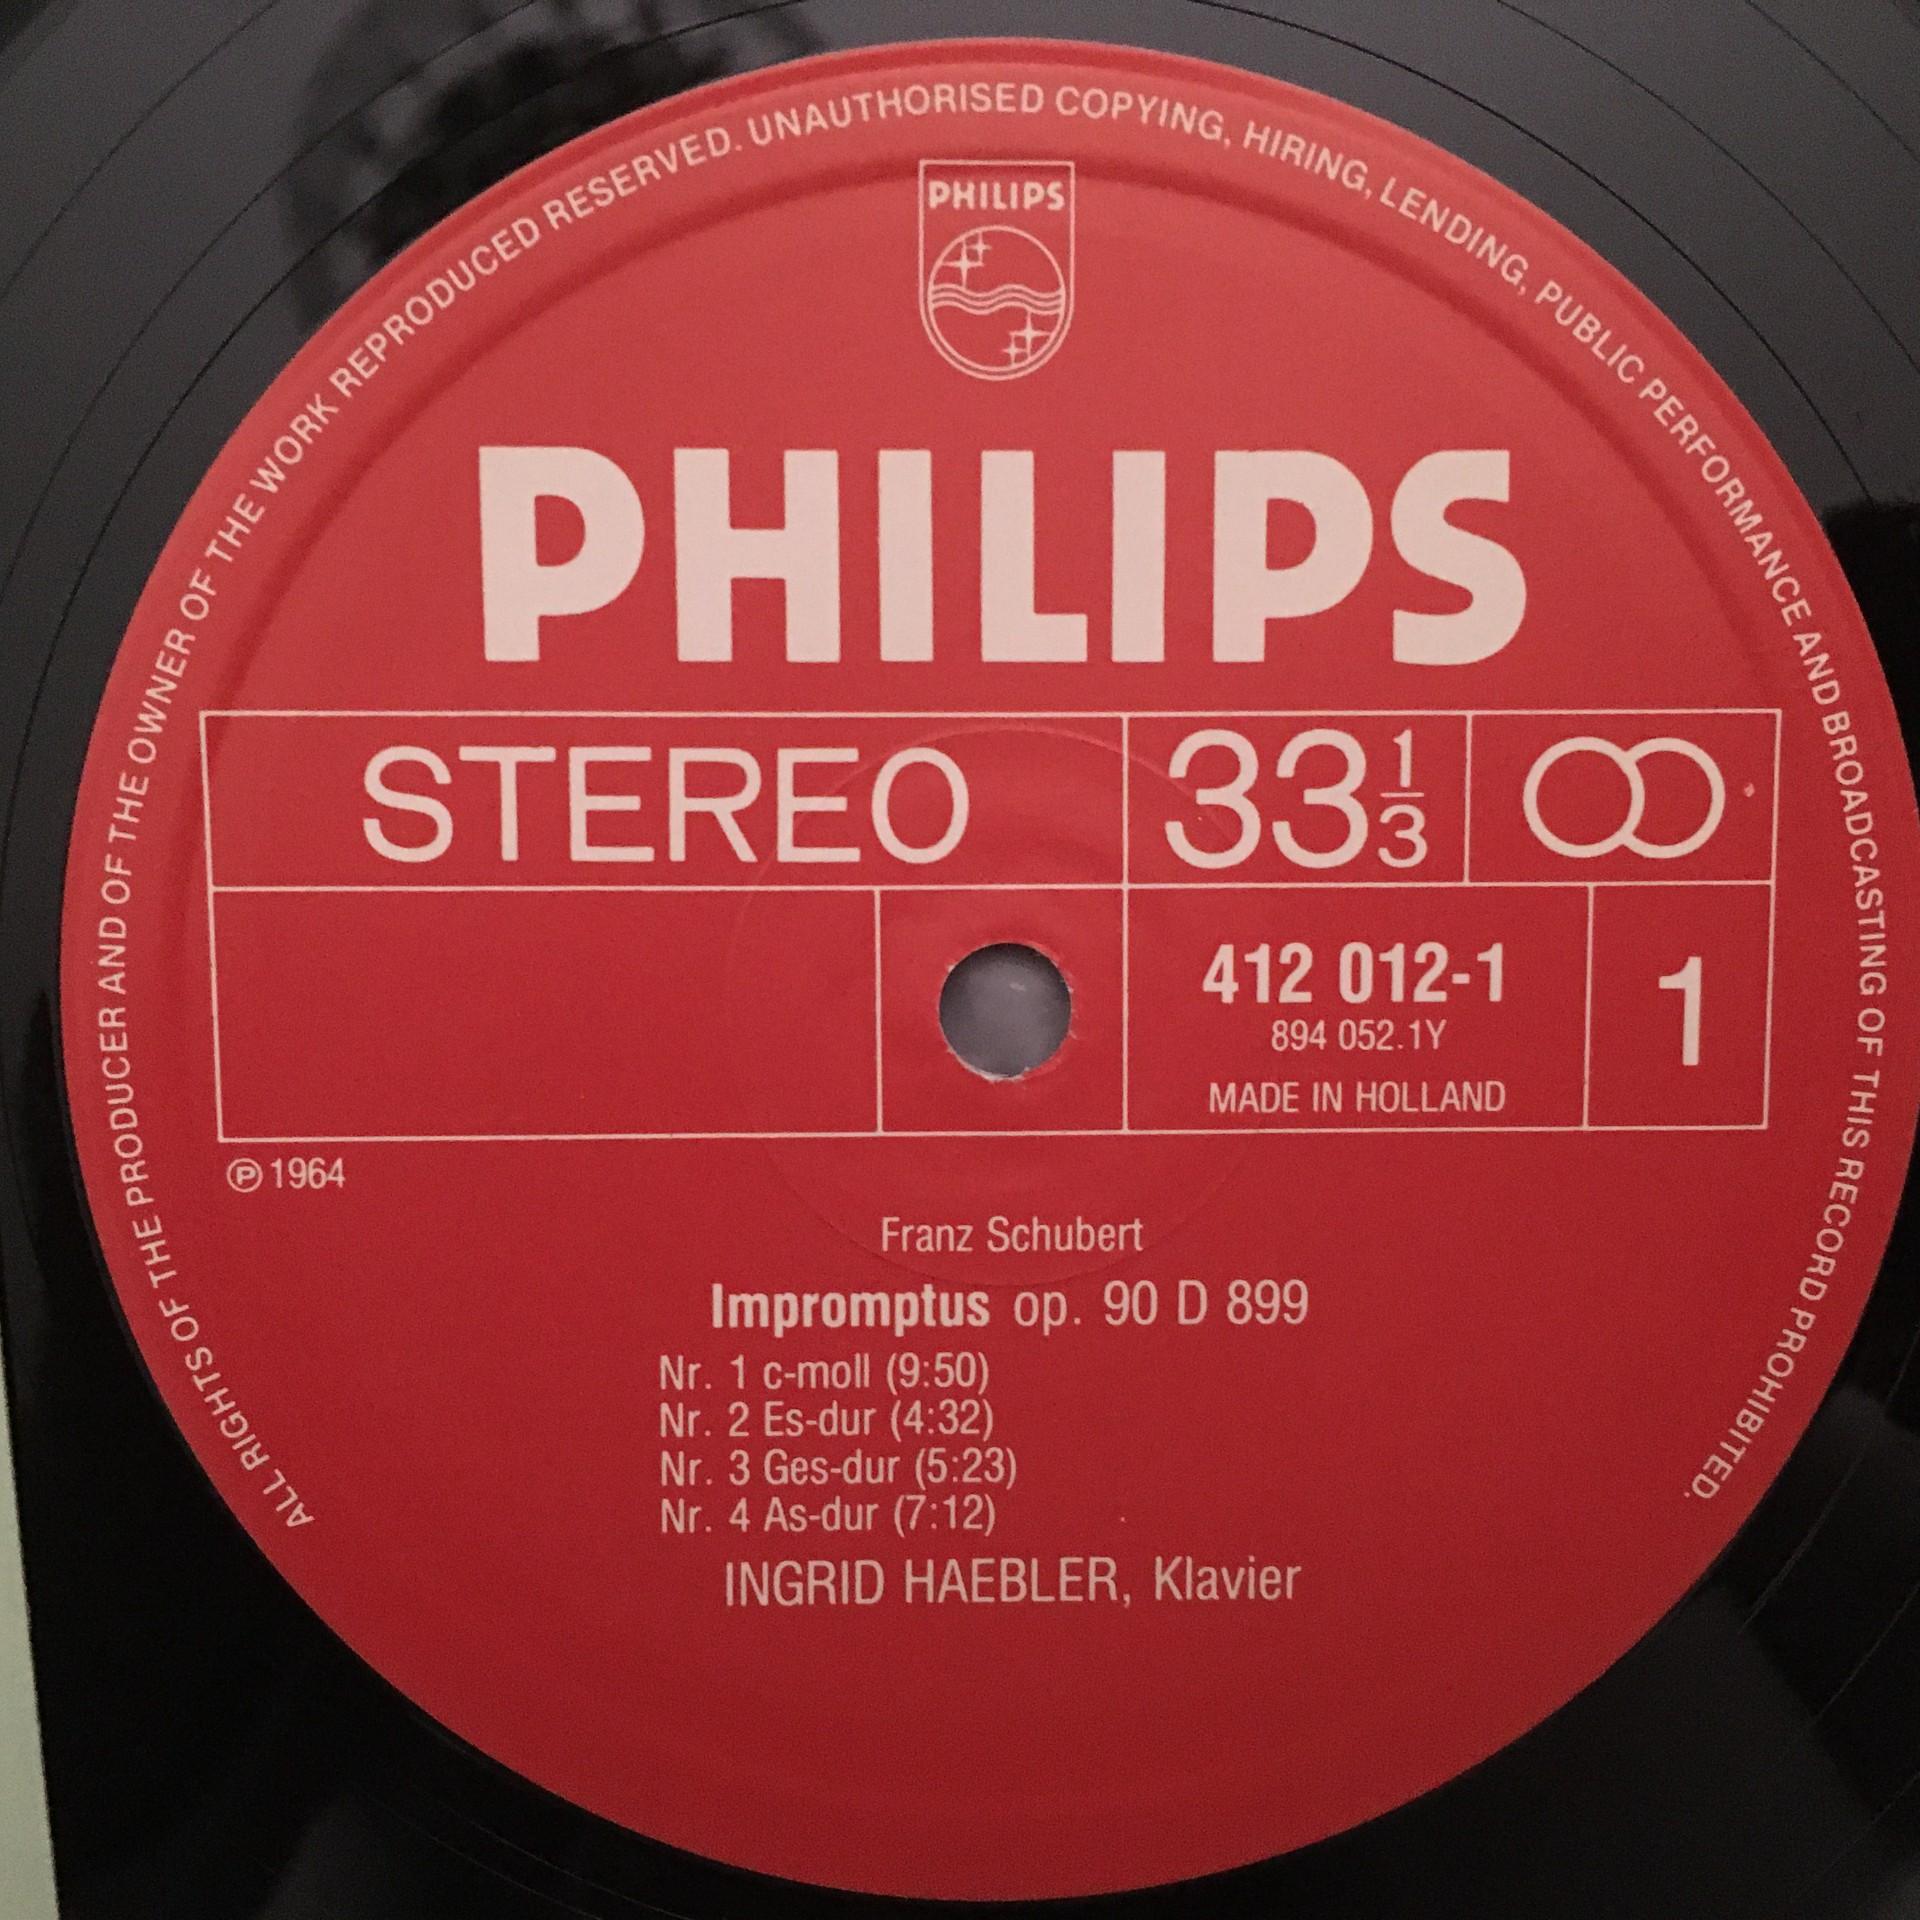 ALL RIGHTS OF THE PRODUCER AND OF THE OWNER OF THE WORK REPRODUCED RESERVED. UNAUTHORISED COPYING, HIRING, LENDING, PUBLIC PERFORMANCE AND BROADCASTING OF THIS RECORD PROHIBITED.
PHILIPS
PHILIPS
STEREO 33 1/3
412 012-1 1
894 052.1Y
MADE IN HOLLAND
℗ 1964
Franz Schubert
Impromptus op. 90 D 899
Nr. 1 c-moll (9:50)
Nr. 2 Es-dur (4:32)
Nr. 3 Ges-dur (5:23)
Nr. 4 As-dur (7:12)
INGRID HAEBLER, Klavier